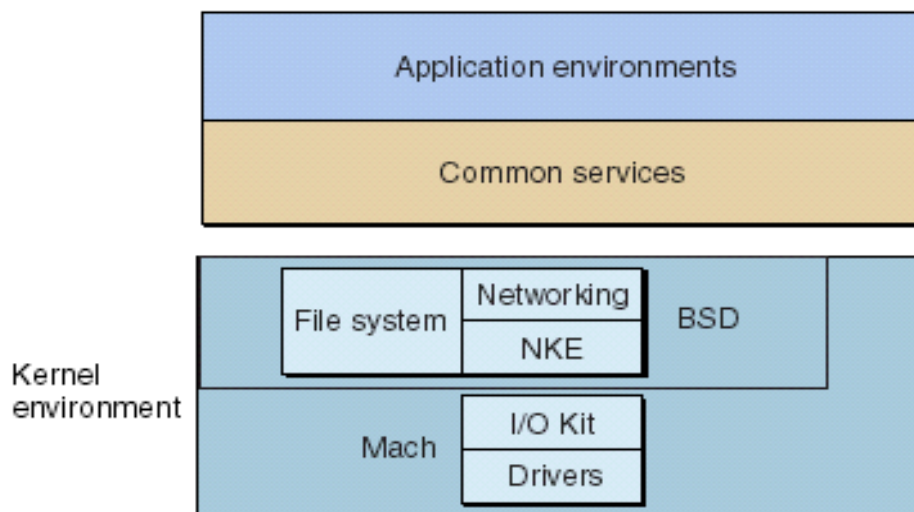 Application environments
Common services
File system
Networking
NKE
BSD
Kernel
environment
Mach
I/O Kit
Drivers